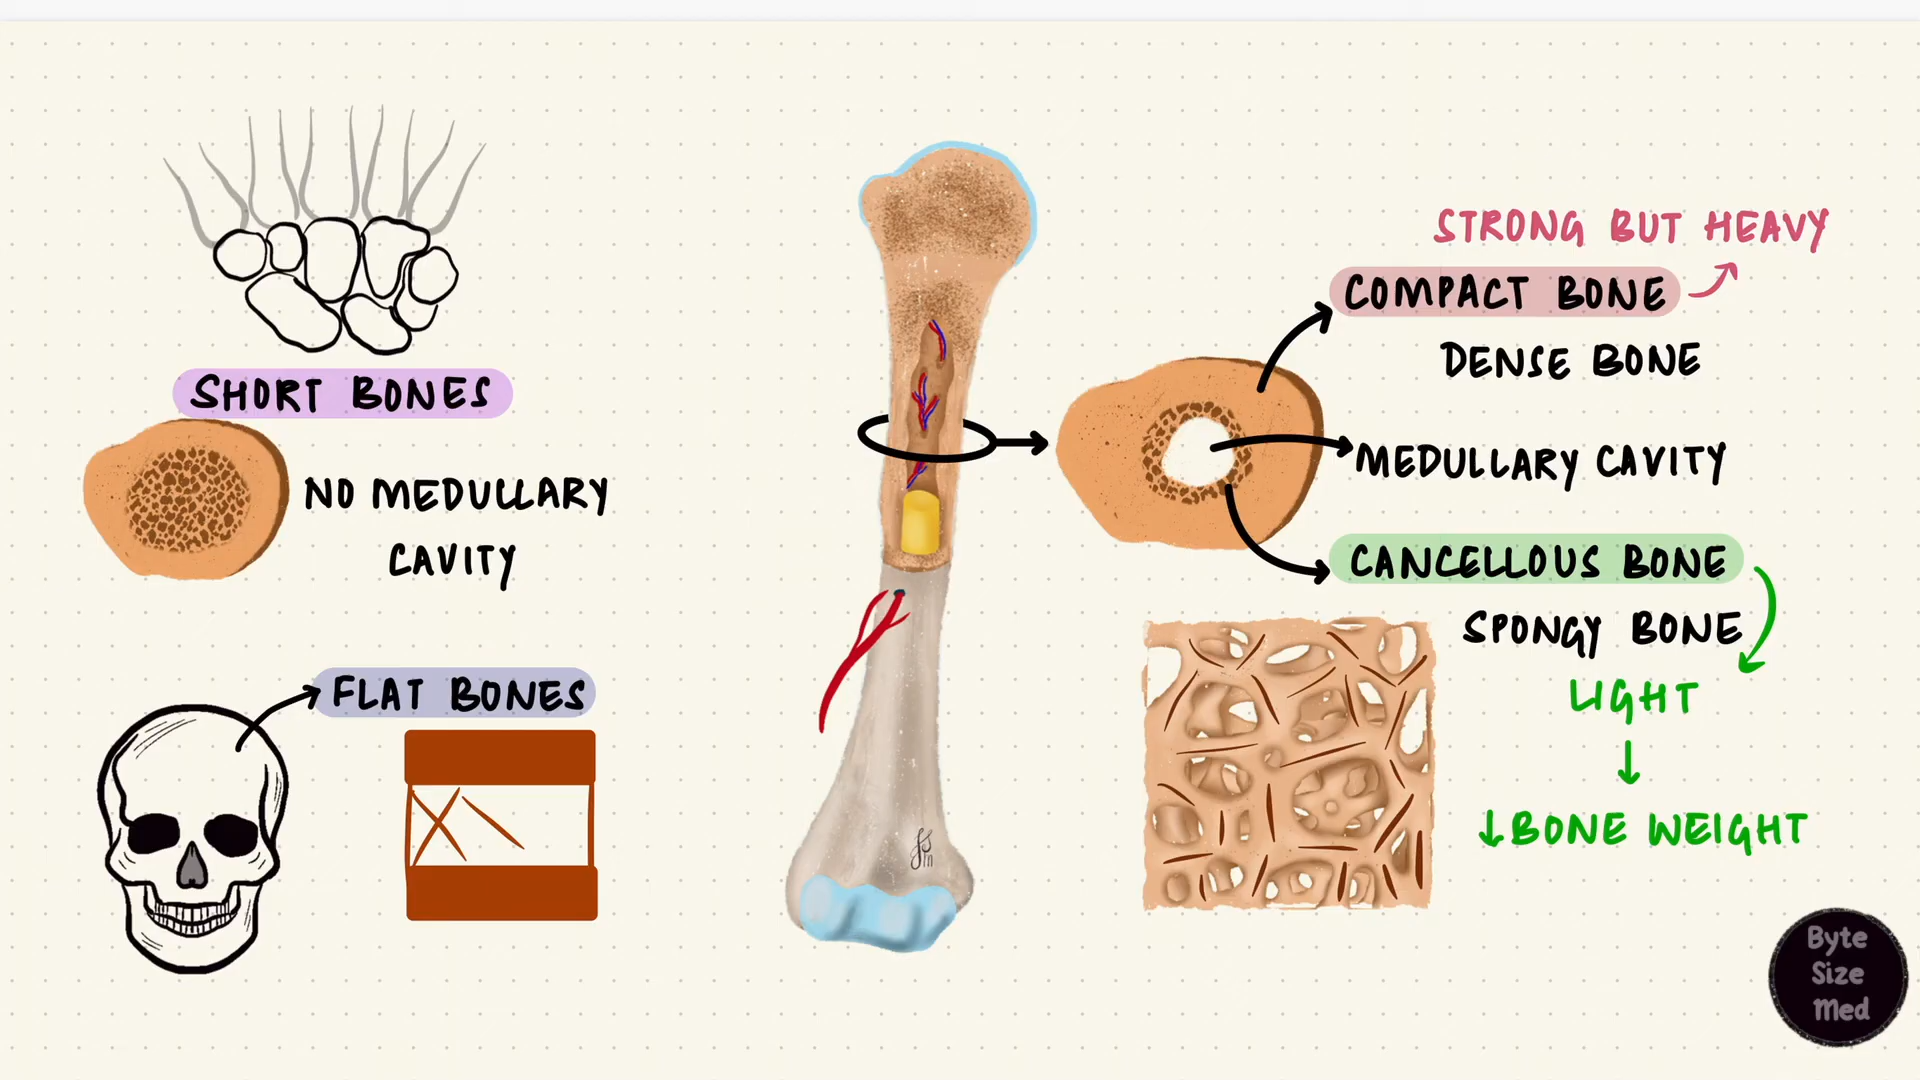 SHORT BONES
NO MEDULLARY
CAVITY
FLAT BONES
STRONG BUT HEAVY
COMPACT BONE
DENSE BONE
MEDULLARY CAVITY
CANCELLOUS BONE
SPONGY BONE
LIGHT
↓
↓BONE WEIGHT
Byte
Size
Med